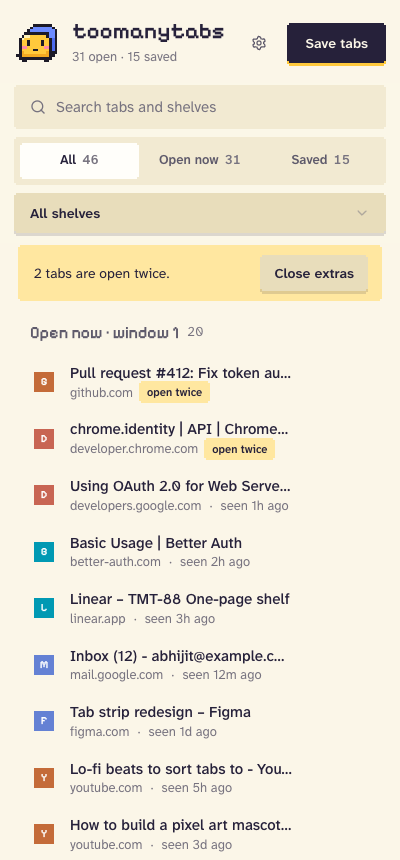 toomanytabs
31 open · 15 saved
Save tabs
Search tabs and shelves
All 46
Open now 31
Saved 15
All shelves
2 tabs are open twice.
Close extras
Open now · window 1 20
G
Pull request #412: Fix token au...
github.com open twice
D
chrome.identity | API | Chrome...
developer.chrome.com open twice
D
Using OAuth 2.0 for Web Serve...
developers.google.com · seen 1h ago
B
Basic Usage | Better Auth
better-auth.com · seen 2h ago
L
Linear – TMT-88 One-page shelf
linear.app · seen 3h ago
M
Inbox (12) - abhijit@example.c...
mail.google.com · seen 12m ago
F
Tab strip redesign – Figma
figma.com · seen 1d ago
Y
Lo-fi beats to sort tabs to - You...
youtube.com · seen 5h ago
Y
How to build a pixel art mascot...
youtube.com · seen 3d ago